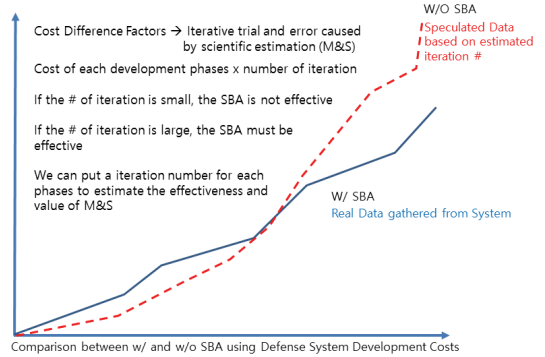 W/O SBA
Speculated Data
based on estimated
iteration #
Cost Difference Factors → Iterative trial and error caused
by scientific estimation (M&S)
Cost of each development phases x number of iteration
If the # of iteration is small, the SBA is not effective
If the # of iteration is large, the SBA must be
effective
We can put a iteration number for each
phases to estimate the effectiveness and
value of M&S
W/ SBA
Real Data gathered from System
Comparison between w/ and w/o SBA using Defense System Development Costs